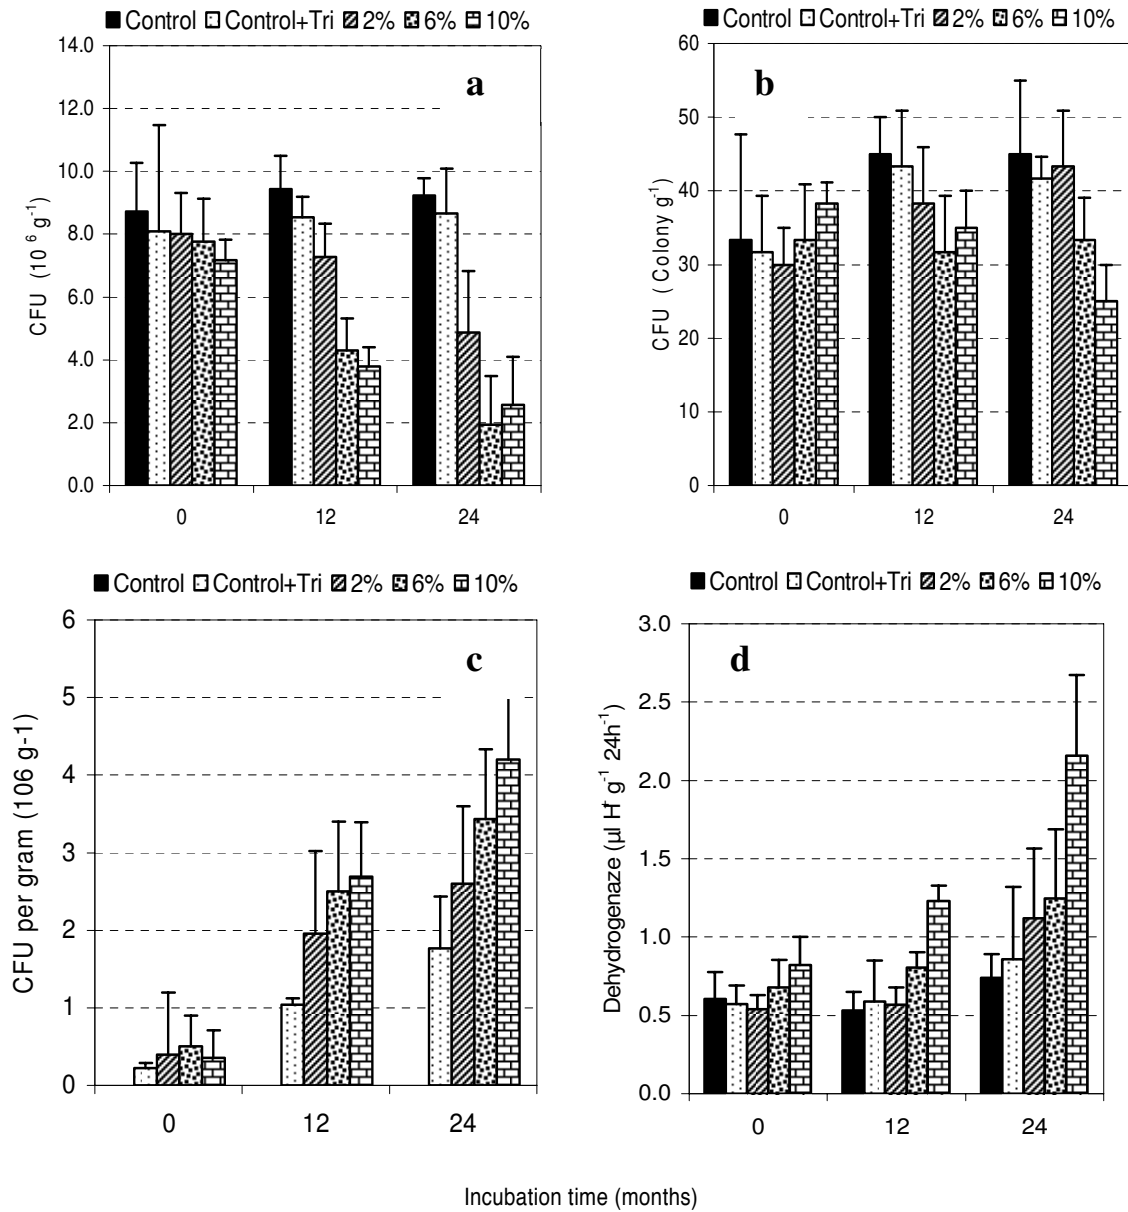 Control Control+Tri 2% 6% 10%
a
CFU (10 6 g-1)
14.0
12.0
10.0
8.0
6.0
4.0
2.0
0.0
0 12 24
Control Control+Tri 2% 6% 10%
b
CFU ( Colony g-1)
60
50
40
30
20
10
0
0 12 24
Control Control+Tri 2% 6% 10%
c
CFU per gram (106 g-1)
6
5
4
3
2
1
0
0 12 24
Control Control+Tri 2% 6% 10%
d
Dehydrogenaze (µl H+ g-1 24h-1)
3.0
2.5
2.0
1.5
1.0
0.5
0.0
0 12 24
Incubation time (months)